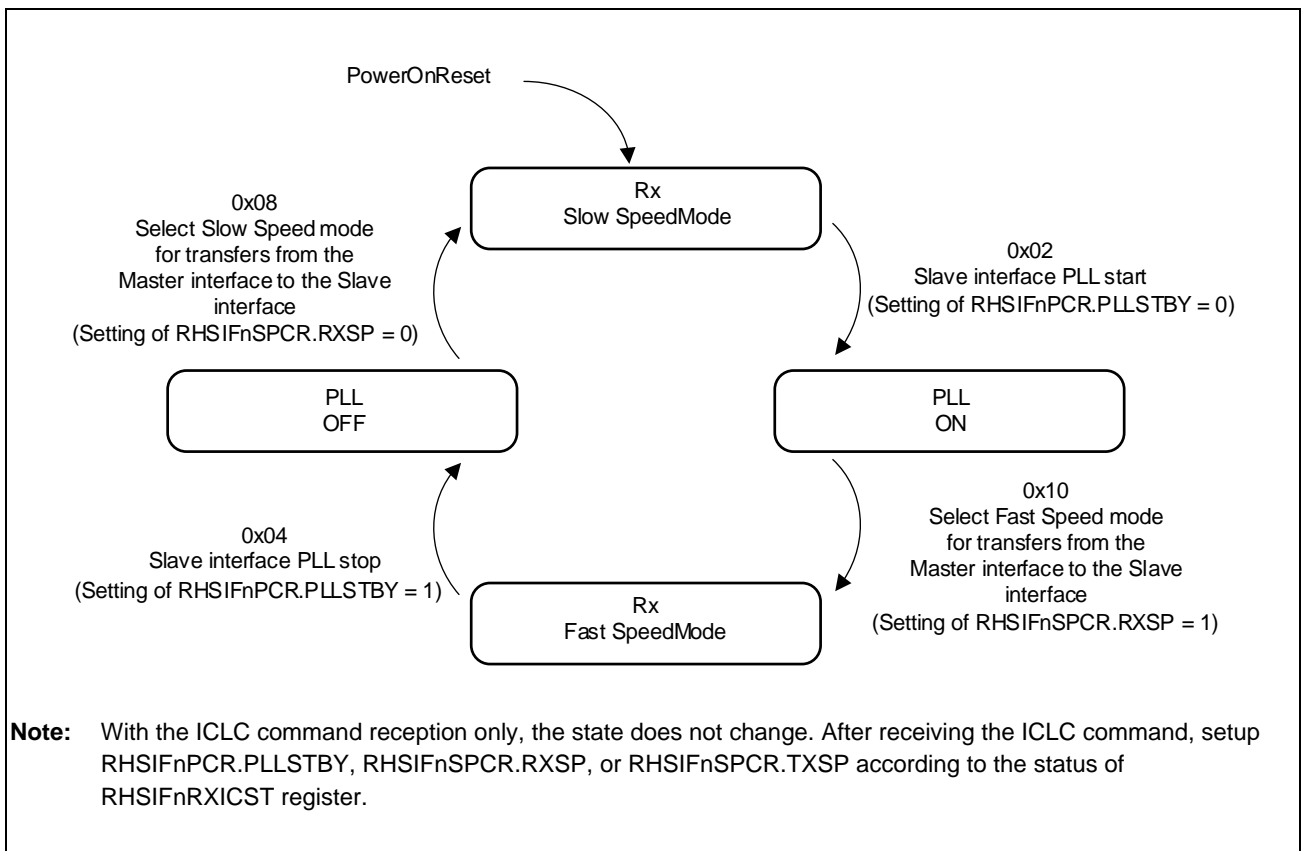 PowerOnReset
Rx
Slow SpeedMode
0x08
Select Slow Speed mode
for transfers from the
Master interface to the Slave
interface
(Setting of RHSIFnSPCR.RXSP = 0)
0x02
Slave interface PLL start
(Setting of RHSIFnPCR.PLLSTBY = 0)
PLL
OFF
PLL
ON
0x04
Slave interface PLL stop
(Setting of RHSIFnPCR.PLLSTBY = 1)
0x10
Select Fast Speed mode
for transfers from the
Master interface to the Slave
interface
(Setting of RHSIFnSPCR.RXSP = 1)
Rx
Fast SpeedMode
Note: With the ICLC command reception only, the state does not change. After receiving the ICLC command, setup
RHSIFnPCR.PLLSTBY, RHSIFnSPCR.RXSP, or RHSIFnSPCR.TXSP according to the status of
RHSIFnRXICST register.